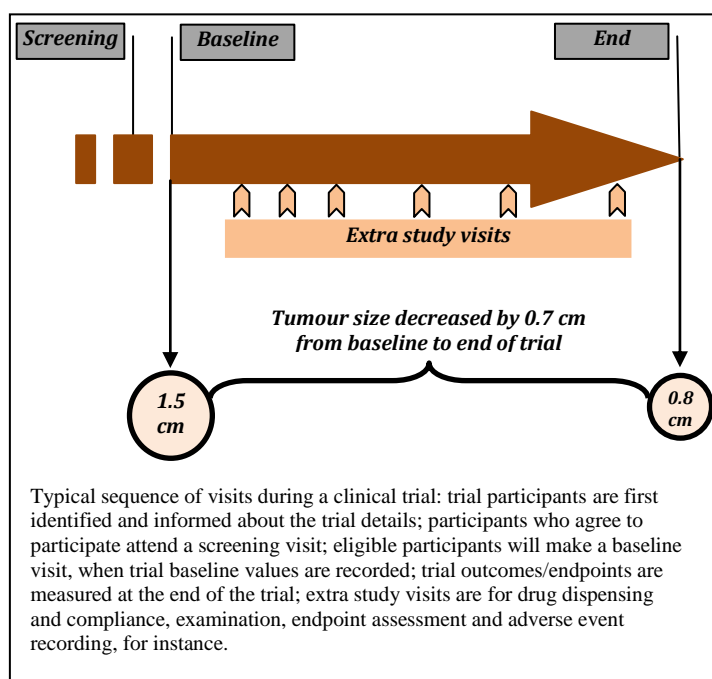 Screening
Baseline
End
Extra study visits
Tumour size decreased by 0.7 cm
from baseline to end of trial
1.5
cm
0.8
cm
Typical sequence of visits during a clinical trial: trial participants are first
identified and informed about the trial details; participants who agree to
participate attend a screening visit; eligible participants will make a baseline
visit, when trial baseline values are recorded; trial outcomes/endpoints are
measured at the end of the trial; extra study visits are for drug dispensing
and compliance, examination, endpoint assessment and adverse event
recording, for instance.